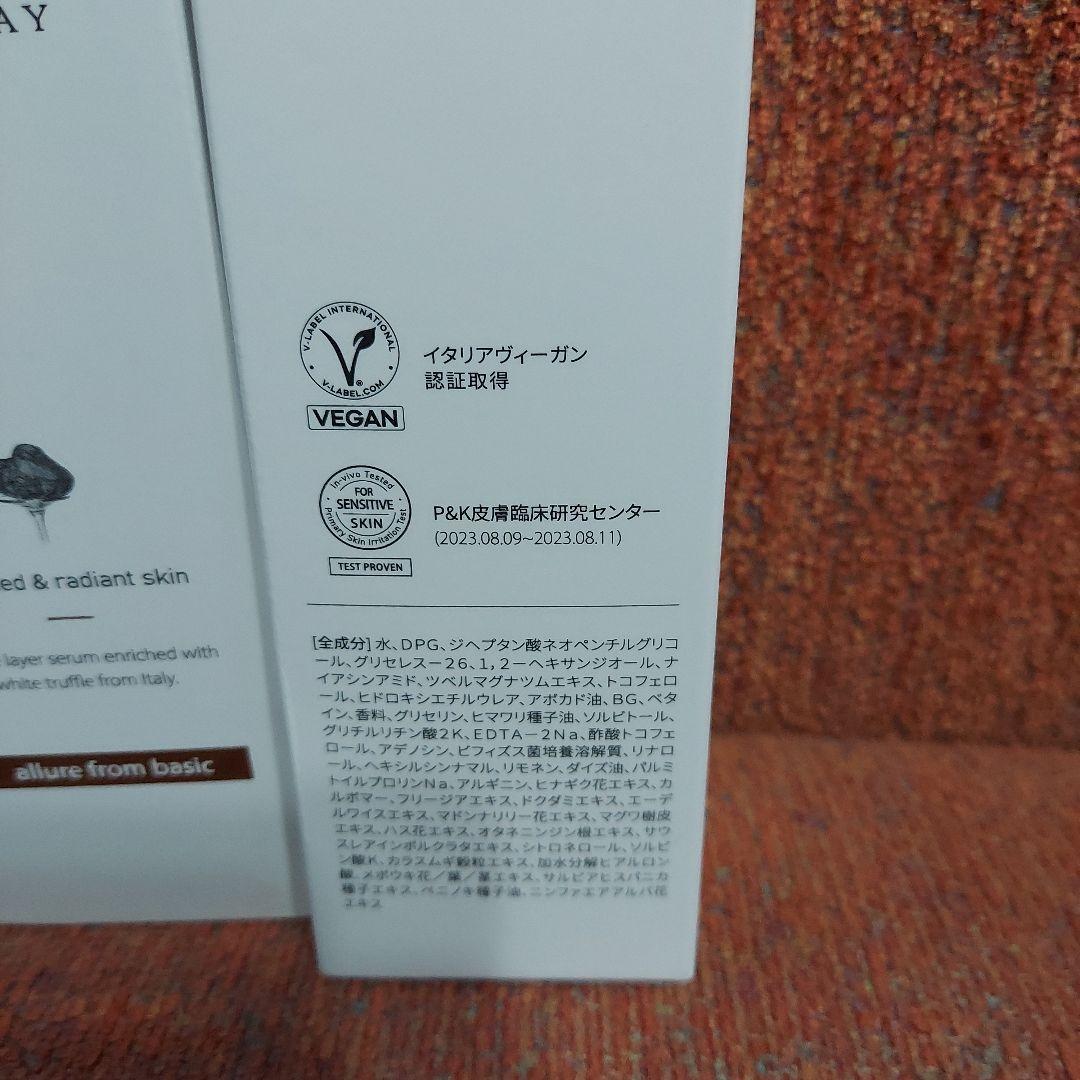 AY
ed & radiant skin
layer serum enriched with
white truffle from Italy.
allure from basic
V-LABEL INTERNATIONAL
V-LABEL.COM
VEGAN
イタリアヴィーガン
認証取得
In-vivo Tested
FOR
SENSITIVE
SKIN
Primary Skin Irritation Test
TEST PROVEN
P&K皮膚臨床研究センター
(2023.08.09~2023.08.11)
[全成分] 水、DPG、ジヘプタン酸ネオペンチルグリコ
ール、グリセレスー26、1,2ーヘキサンジオール、ナ
イアシンアミド、ツベルマグナツムエキス、トコフェロ
ール、ヒドロキシエチルウレア、アボカド油、BG、ベタ
イン、香料、グリセリン、ヒマワリ種子油、ソルビトール、
グリチルリチン酸2K、EDTAー2Na、酢酸トコフェ
ロール、アデノシン、ビフィズス菌培養溶解質、リナロ
ール、ヘキシルシンナマル、リモネン、ダイズ油、パルミ
トイルプロリンNa、アルギニン、ヒナギク花エキス、カ
ルボマー、フリージアエキス、ドクダミエキス、エーデ
ルワイスエキス、マドンナリリー花エキス、マグワ樹皮
エキス、ハス花エキス、オタネニンジン根エキス、サウ
スレアインボルクラタエキス、シトロネロール、ソルビ
ン酸K、カラスムギ穀粒エキス、加水分解ヒアルロン
酸、メボウキ花／葉／茎エキス、サルビアヒスパニカ
種子エキス、ベニノキ種子油、ニンファエアアルバ花
エキス